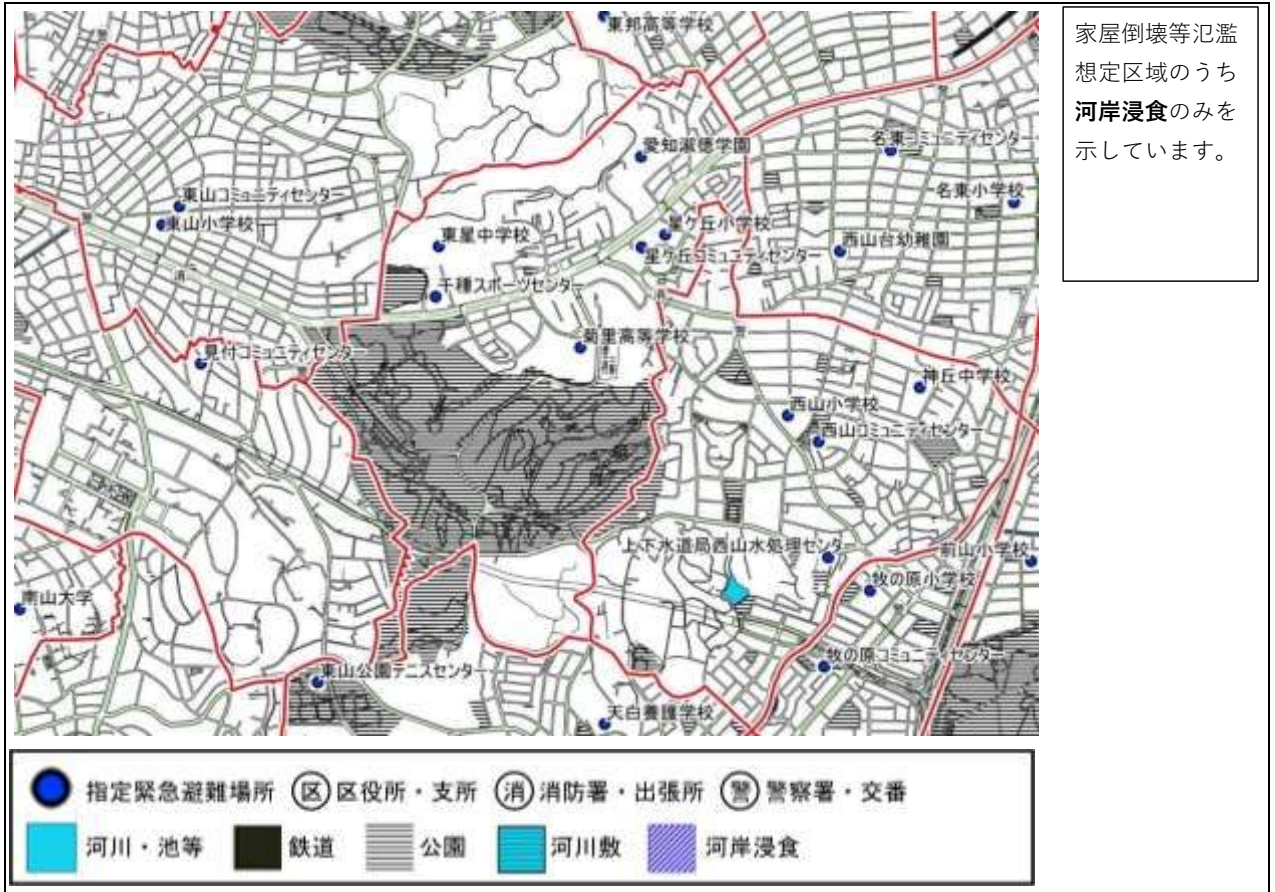 東邦高等学校
愛知淑徳学園
名東コミュニティセンター
名東小学校
東山コミュニティセンター
東山小学校
東星中学校
星ケ丘小学校
星ケ丘コミュニティセンター
西山台幼稚園
千種スポーツセンター
見付コミュニティセンター
菊里高等学校
神丘中学校
西山小学校
西山コミュニティセンター
上下水道局西山水処理センター
前山小学校
牧の原小学校
南山大学
牧の原コミュニティセンター
東山公園テニスセンター
天白養護学校
家屋倒壊等氾濫
想定区域のうち
河岸浸食のみを
示しています。
指定緊急避難場所 区 区役所・支所 消 消防署・出張所 警 警察署・交番
河川・池等 鉄道 公園 河川敷 河岸浸食